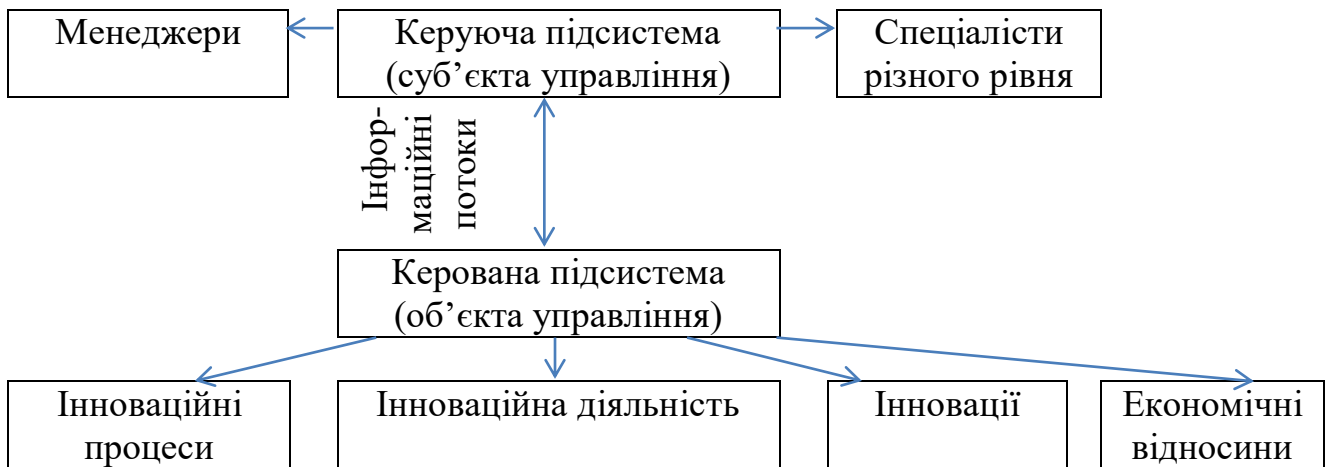 Менеджери
Керуюча підсистема
(суб’єкта управління)
Спеціалісти
різного рівня
Інфор-
маційні
потоки
Керована підсистема
(об’єкта управління)
Інноваційні
процеси
Інноваційна діяльність
Інновації
Економічні
відносини